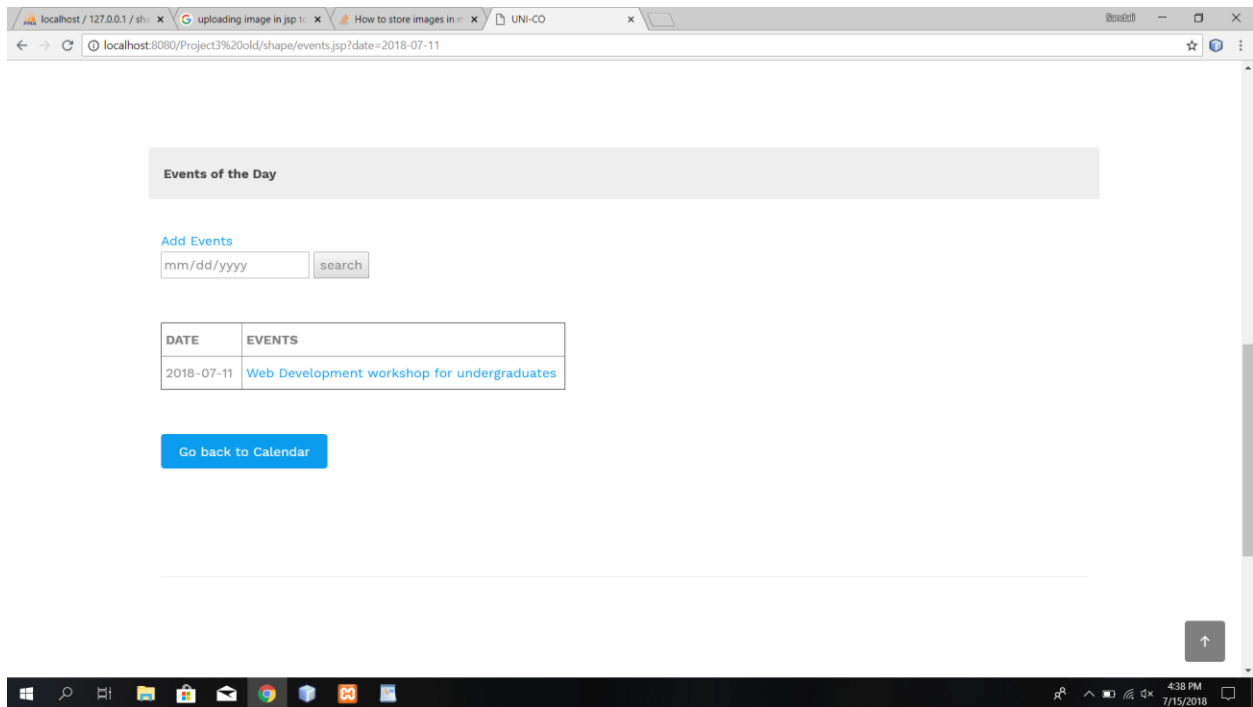 localhost / 127.0.0.1 / sh
uploading image in jsp to
How to store images in
UNI-CO
localhost:8080/Project3%20old/shape/events.jsp?date=2018-07-11
Events of the Day
Add Events
mm/dd/yyyy
search
DATE EVENTS
2018-07-11 Web Development workshop for undergraduates
Go back to Calendar
4:38 PM
7/15/2018